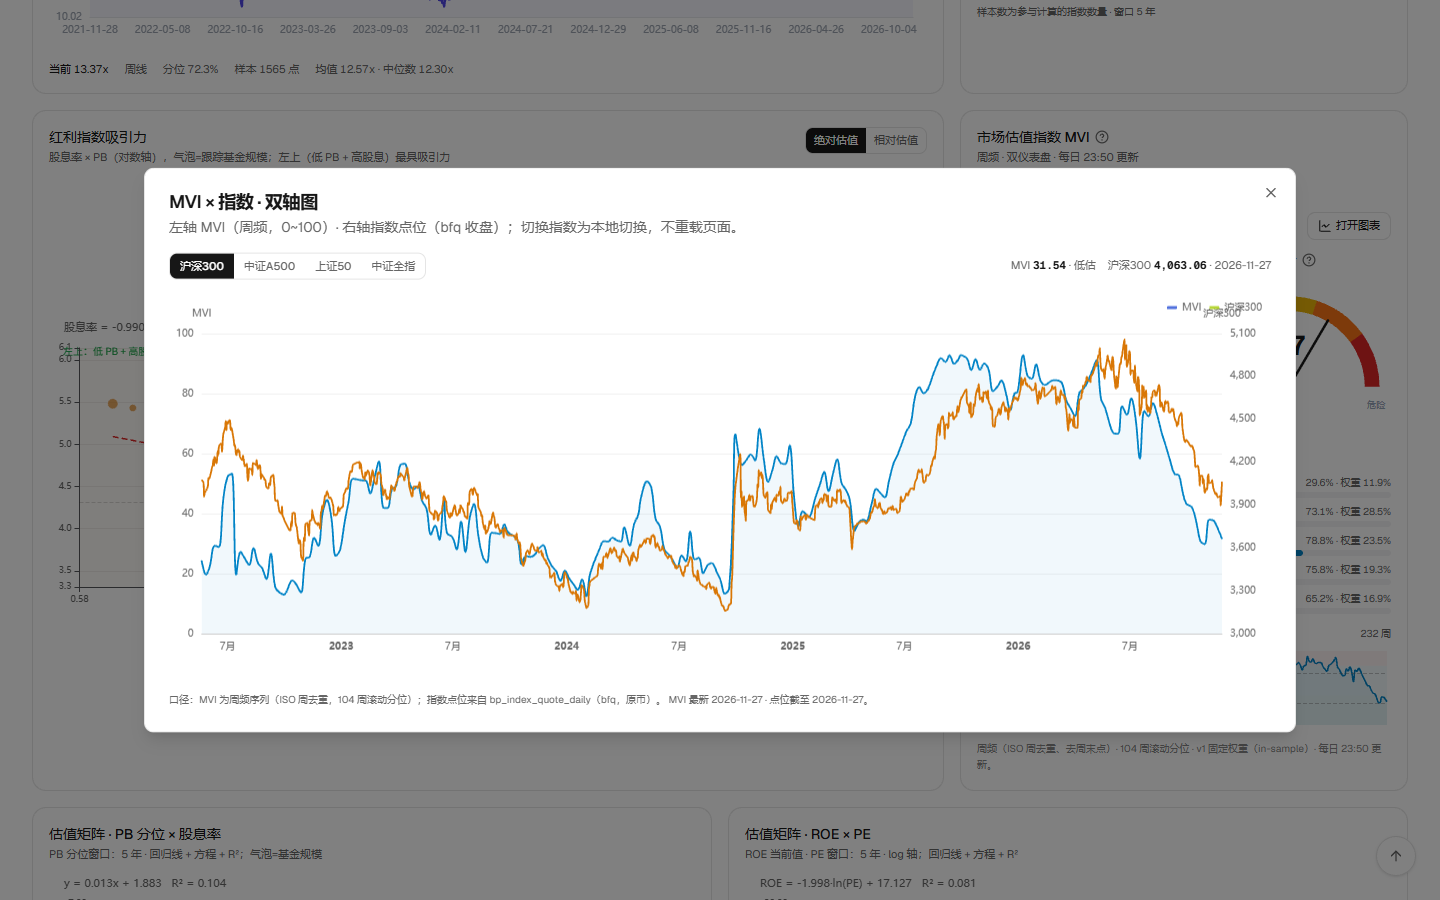 10.02
2021-11-28 2022-05-08 2022-10-16 2023-03-26 2023-09-03 2024-02-11 2024-07-21 2024-12-29 2025-06-08 2025-11-16 2026-04-26 2026-10-04
当前 13.37x 周线 分位 72.3% 样本 1565 点 均值 12.57x · 中位数 12.30x
样本数为参与计算的指数数量 · 窗口 5 年
红利指数吸引力
股息率 × PB（对数轴），气泡=跟踪基金规模；左上（低 PB + 高股息）最具吸引力
绝对估值 相对估值
市场估值指数 MVI
周频 · 双仪表盘 · 每日 23:50 更新
打开图表
MVI × 指数 · 双轴图
左轴 MVI（周频，0~100）· 右轴指数点位（bfq 收盘）；切换指数为本地切换，不重载页面。
沪深300 中证A500 上证50 中证全指
MVI 31.54 · 低估 沪深300 4,063.06 · 2026-11-27
MVI
MVI 沪深300
沪深300
100
80
60
40
20
0
5,100
4,800
4,500
4,200
3,900
3,600
3,300
3,000
7月 2023 7月 2024 7月 2025 7月 2026 7月
口径：MVI 为周频序列（ISO 周去重，104 周滚动分位）；指数点位来自 bp_index_quote_daily（bfq，原币）。 MVI 最新 2026-11-27 · 点位截至 2026-11-27。
股息率 = -0.990
左上：低 PB + 高股
6.1
6.0
5.5
5.0
4.5
4.0
3.5
3.3
0.58
7
危险
29.6% · 权重 11.9%
73.1% · 权重 28.5%
78.8% · 权重 23.5%
75.8% · 权重 19.3%
65.2% · 权重 16.9%
232 周
周频（ISO 周去重、去周末点）· 104 周滚动分位 · v1 固定权重（in-sample）· 每日 23:50 更
新。
估值矩阵 · PB 分位 × 股息率
PB 分位窗口：5 年 · 回归线 + 方程 + R²；气泡=基金规模
y = 0.013x + 1.883 R² = 0.104
估值矩阵 · ROE × PE
ROE 当前值 · PE 窗口：5 年 · log 轴；回归线 + 方程 + R²
ROE = -1.998·ln(PE) + 17.127 R² = 0.081